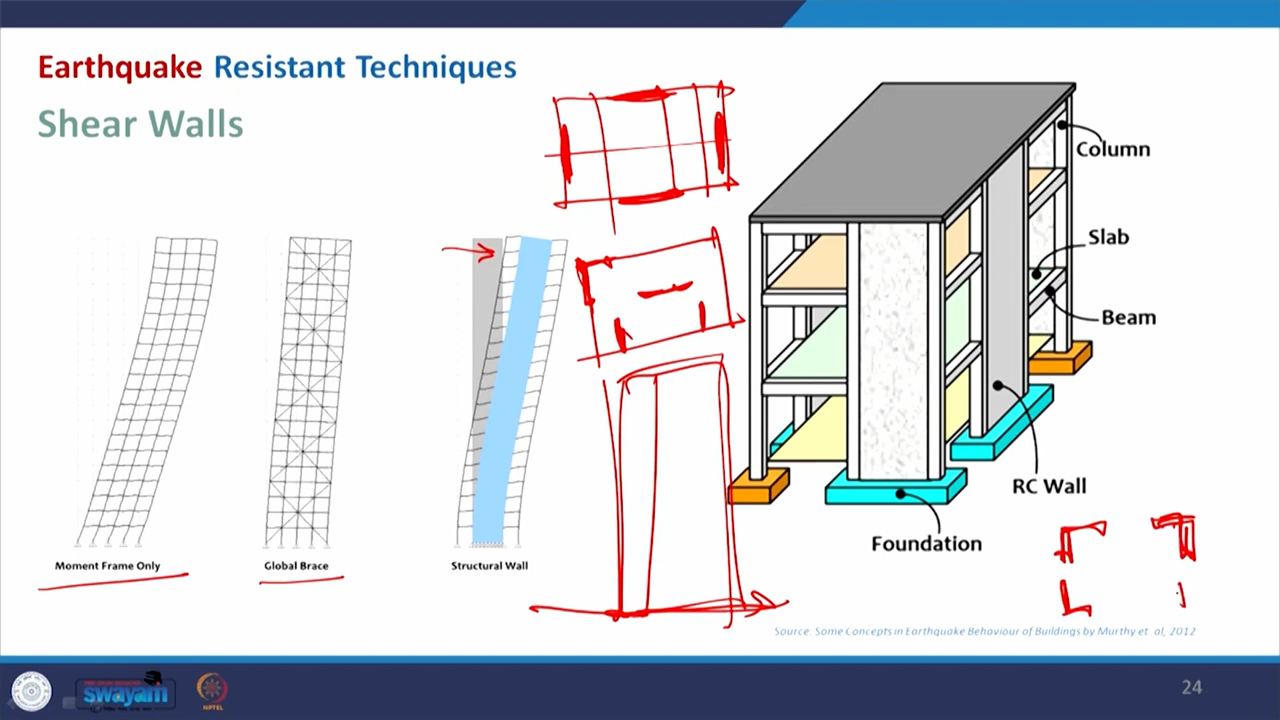 Earthquake Resistant Techniques
Shear Walls
Column
Slab
Beam
RC Wall
Foundation
Moment Frame Only
Global Brace
Structural Wall
Source: Some Concepts in Earthquake Behaviour of Buildings by Murthy et. al, 2012
swayam
NPTEL
24